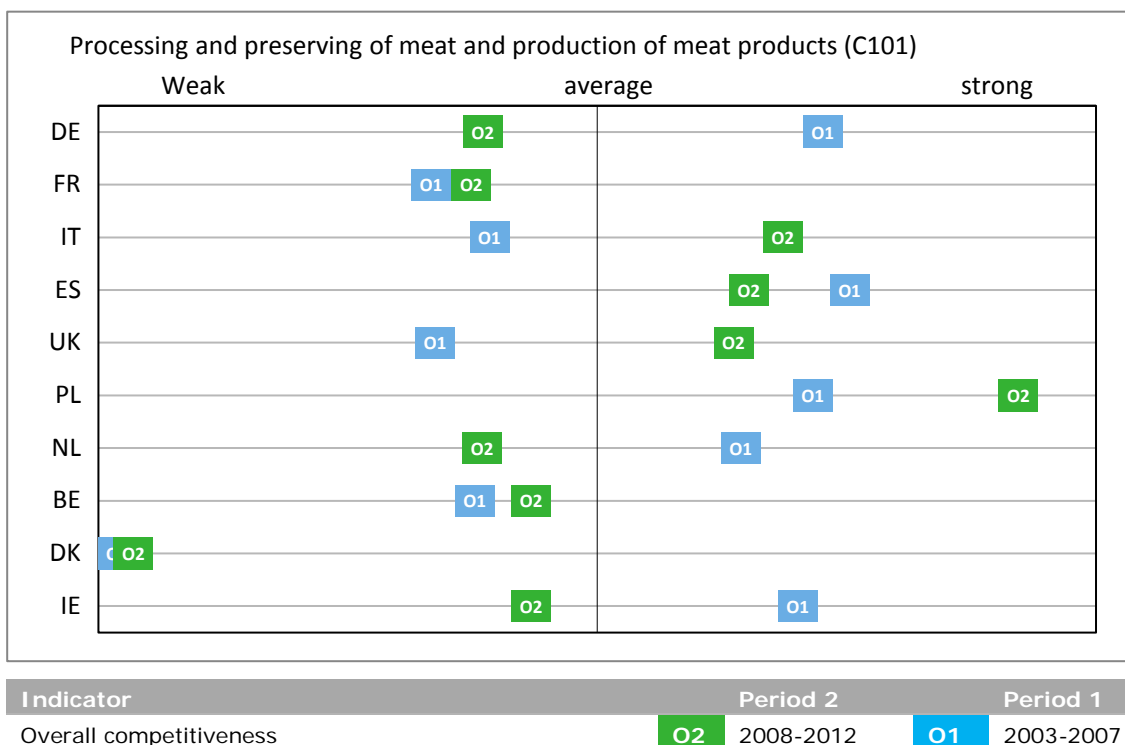 Processing and preserving of meat and production of meat products (C101)
Weak average strong
DE O2 O1
FR O1 O2
IT O1 O2
ES O2 O1
UK O1 O2
PL O1 O2
NL O2 O1
BE O1 O2
DK O2
IE O2 O1
Indicator Period 2 Period 1
Overall competitiveness O2 2008-2012 O1 2003-2007